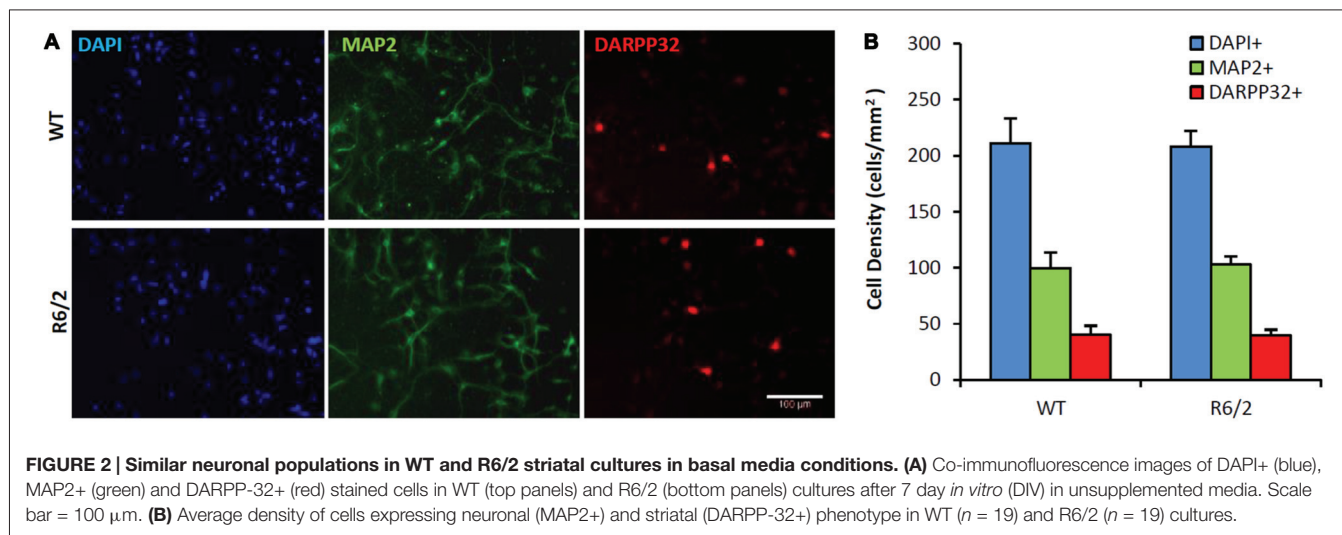 A
DAPI
MAP2
DARPP32
WT
R6/2
100 µm
B
300
250
200
150
100
50
0
Cell Density (cells/mm²)
DAPI+
MAP2+
DARPP32+
WT
R6/2
FIGURE 2 | Similar neuronal populations in WT and R6/2 striatal cultures in basal media conditions. (A) Co-immunofluorescence images of DAPI+ (blue),
MAP2+ (green) and DARPP-32+ (red) stained cells in WT (top panels) and R6/2 (bottom panels) cultures after 7 day in vitro (DIV) in unsupplemented media. Scale
bar = 100 µm. (B) Average density of cells expressing neuronal (MAP2+) and striatal (DARPP-32+) phenotype in WT (n = 19) and R6/2 (n = 19) cultures.